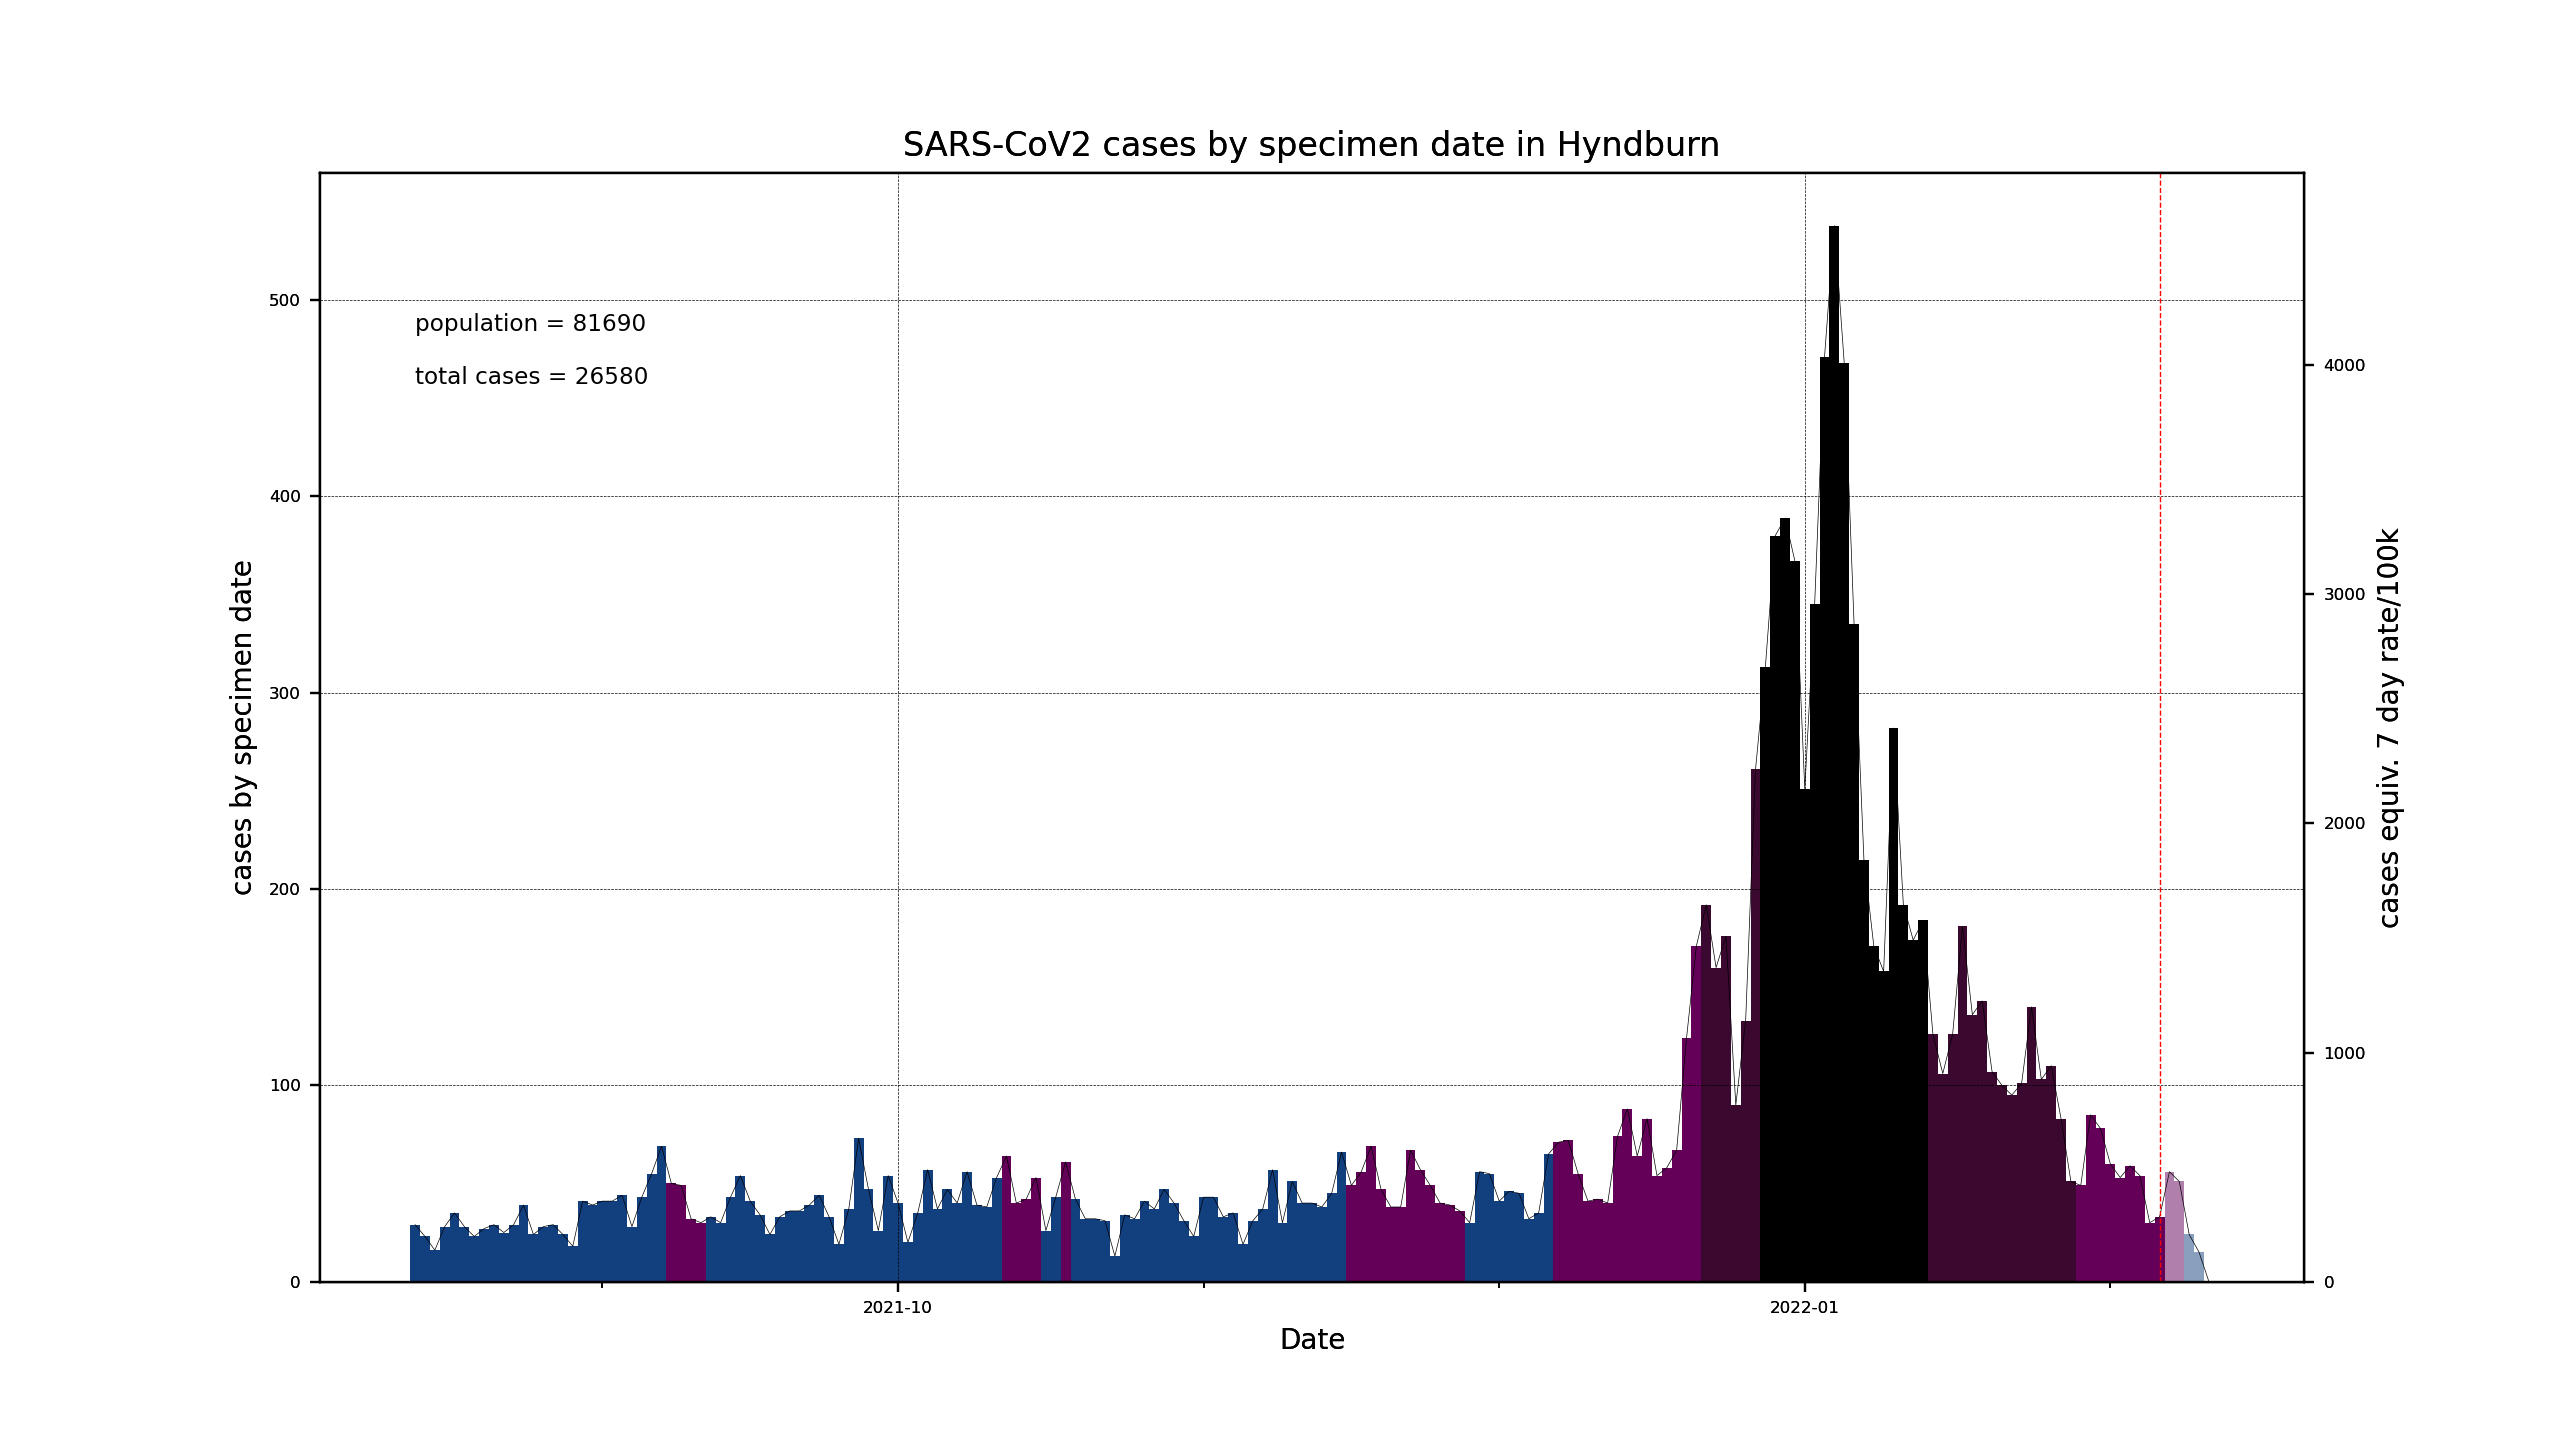 SARS-CoV2 cases by specimen date in Hyndburn
population = 81690
total cases = 26580
cases by specimen date
500
400
300
200
100
0
4000
3000
2000
1000
0
cases equiv. 7 day rate/100k
2021-10
2022-01
Date